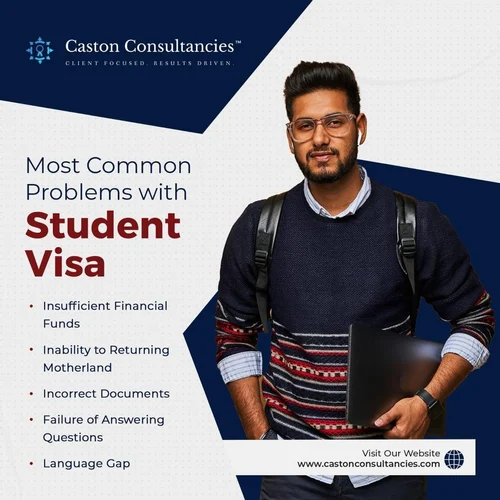 Caston Consultancies™
CLIENT FOCUSED. RESULTS DRIVEN.
Most Common
Problems with
Student
Visa
• Insufficient Financial
Funds
• Inability to Returning
Motherland
• Incorrect Documents
• Failure of Answering
Questions
• Language Gap
Visit Our Website
www.castonconsultancies.com